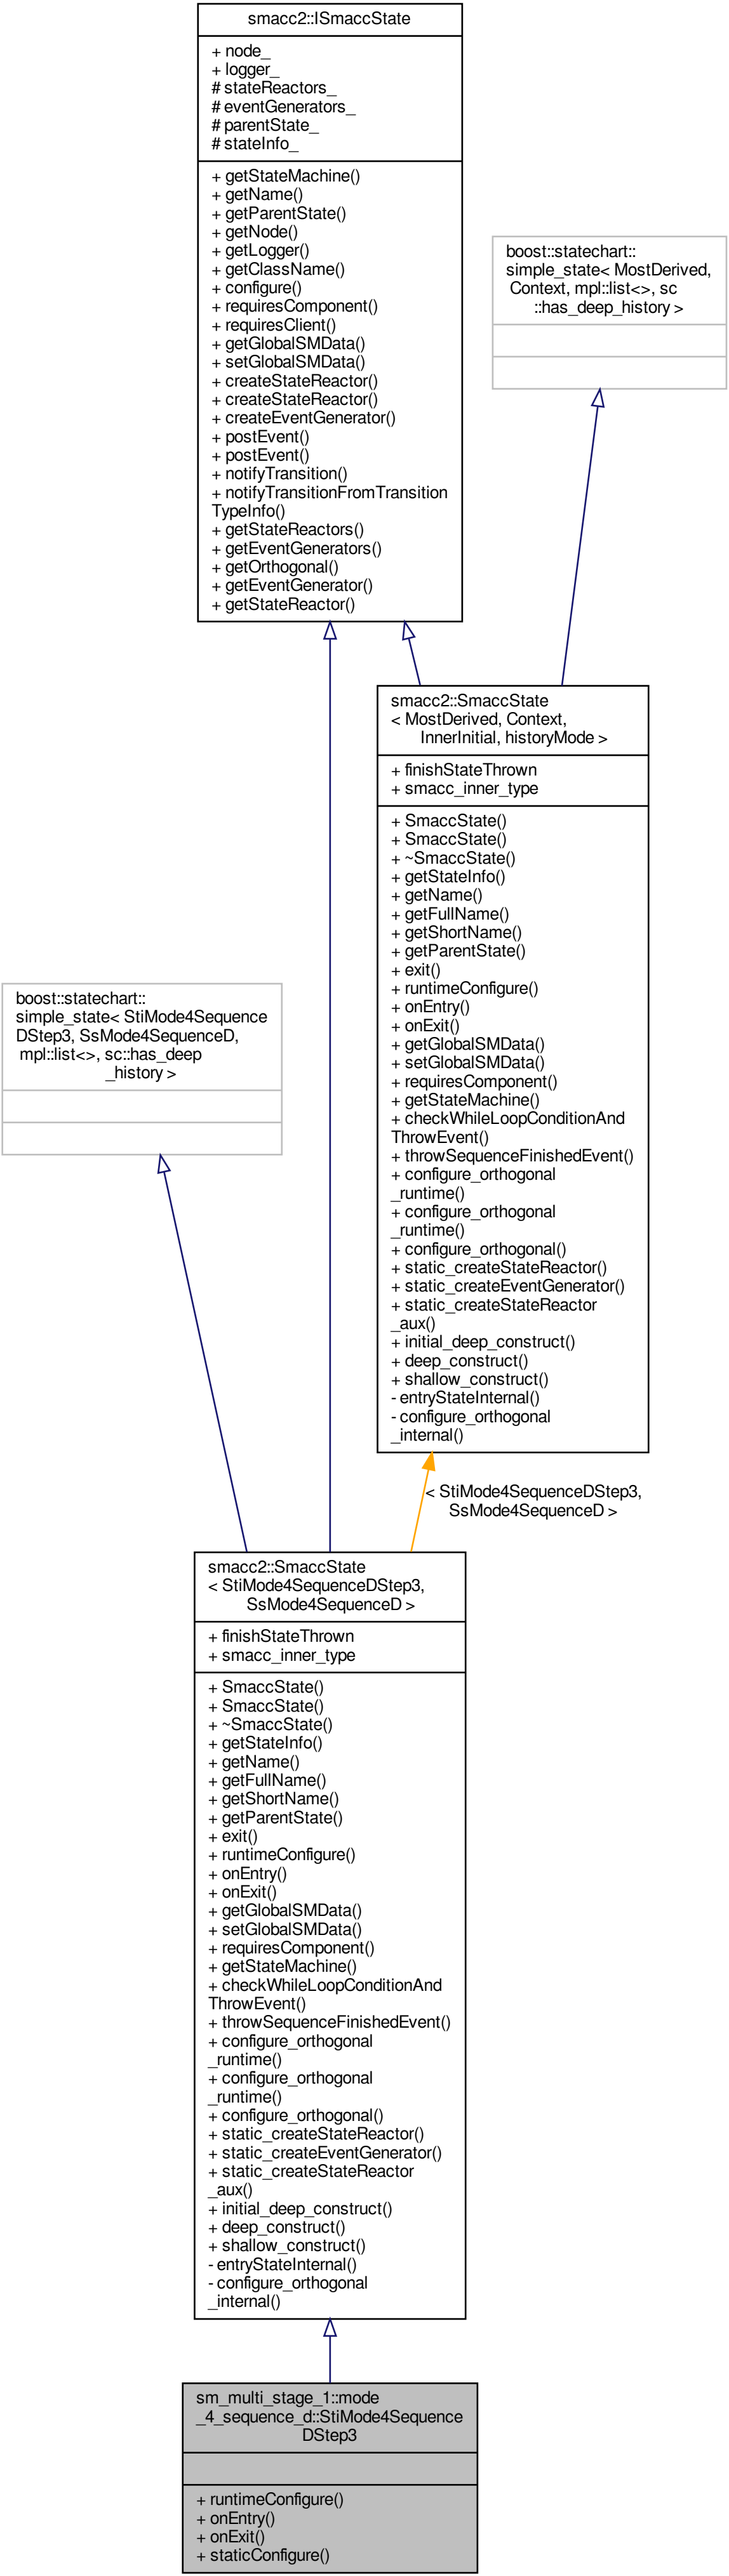 smacc2::ISmaccState
+ node_
+ logger_
# stateReactors_
# eventGenerators_
# parentState_
# stateInfo_
+ getStateMachine()
+ getName()
+ getParentState()
+ getNode()
+ getLogger()
+ getClassName()
+ configure()
+ requiresComponent()
+ requiresClient()
+ getGlobalSMData()
+ setGlobalSMData()
+ createStateReactor()
+ createStateReactor()
+ createEventGenerator()
+ postEvent()
+ postEvent()
+ notifyTransition()
+ notifyTransitionFromTransition
TypeInfo()
+ getStateReactors()
+ getEventGenerators()
+ getOrthogonal()
+ getEventGenerator()
+ getStateReactor()
boost::statechart::
simple_state< MostDerived,
Context, mpl::list<>, sc
::has_deep_history >
smacc2::SmaccState
< MostDerived, Context,
InnerInitial, historyMode >
+ finishStateThrown
+ smacc_inner_type
+ SmaccState()
+ SmaccState()
+ ~SmaccState()
+ getStateInfo()
+ getName()
+ getFullName()
+ getShortName()
+ getParentState()
+ exit()
+ runtimeConfigure()
+ onEntry()
+ onExit()
+ getGlobalSMData()
+ setGlobalSMData()
+ requiresComponent()
+ getStateMachine()
+ checkWhileLoopConditionAnd
ThrowEvent()
+ throwSequenceFinishedEvent()
+ configure_orthogonal
_runtime()
+ configure_orthogonal
_runtime()
+ configure_orthogonal()
+ static_createStateReactor()
+ static_createEventGenerator()
+ static_createStateReactor
_aux()
+ initial_deep_construct()
+ deep_construct()
+ shallow_construct()
- entryStateInternal()
- configure_orthogonal
_internal()
boost::statechart::
simple_state< StiMode4Sequence
DStep3, SsMode4SequenceD,
mpl::list<>, sc::has_deep
_history >
< StiMode4SequenceDStep3,
SsMode4SequenceD >
smacc2::SmaccState
< StiMode4SequenceDStep3,
SsMode4SequenceD >
+ finishStateThrown
+ smacc_inner_type
+ SmaccState()
+ SmaccState()
+ ~SmaccState()
+ getStateInfo()
+ getName()
+ getFullName()
+ getShortName()
+ getParentState()
+ exit()
+ runtimeConfigure()
+ onEntry()
+ onExit()
+ getGlobalSMData()
+ setGlobalSMData()
+ requiresComponent()
+ getStateMachine()
+ checkWhileLoopConditionAnd
ThrowEvent()
+ throwSequenceFinishedEvent()
+ configure_orthogonal
_runtime()
+ configure_orthogonal
_runtime()
+ configure_orthogonal()
+ static_createStateReactor()
+ static_createEventGenerator()
+ static_createStateReactor
_aux()
+ initial_deep_construct()
+ deep_construct()
+ shallow_construct()
- entryStateInternal()
- configure_orthogonal
_internal()
sm_multi_stage_1::mode
_4_sequence_d::StiMode4Sequence
DStep3
+ runtimeConfigure()
+ onEntry()
+ onExit()
+ staticConfigure()